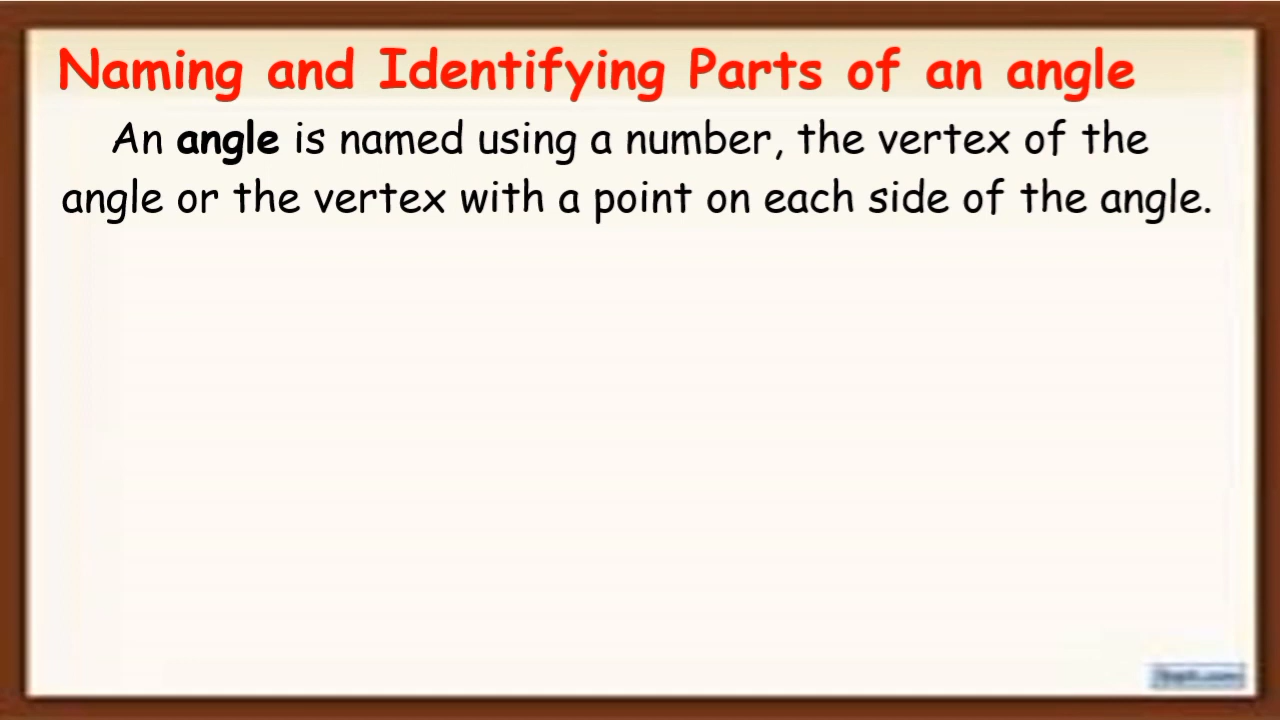 Naming and Identifying Parts of an angle
An angle is named using a number, the vertex of the
angle or the vertex with a point on each side of the angle.